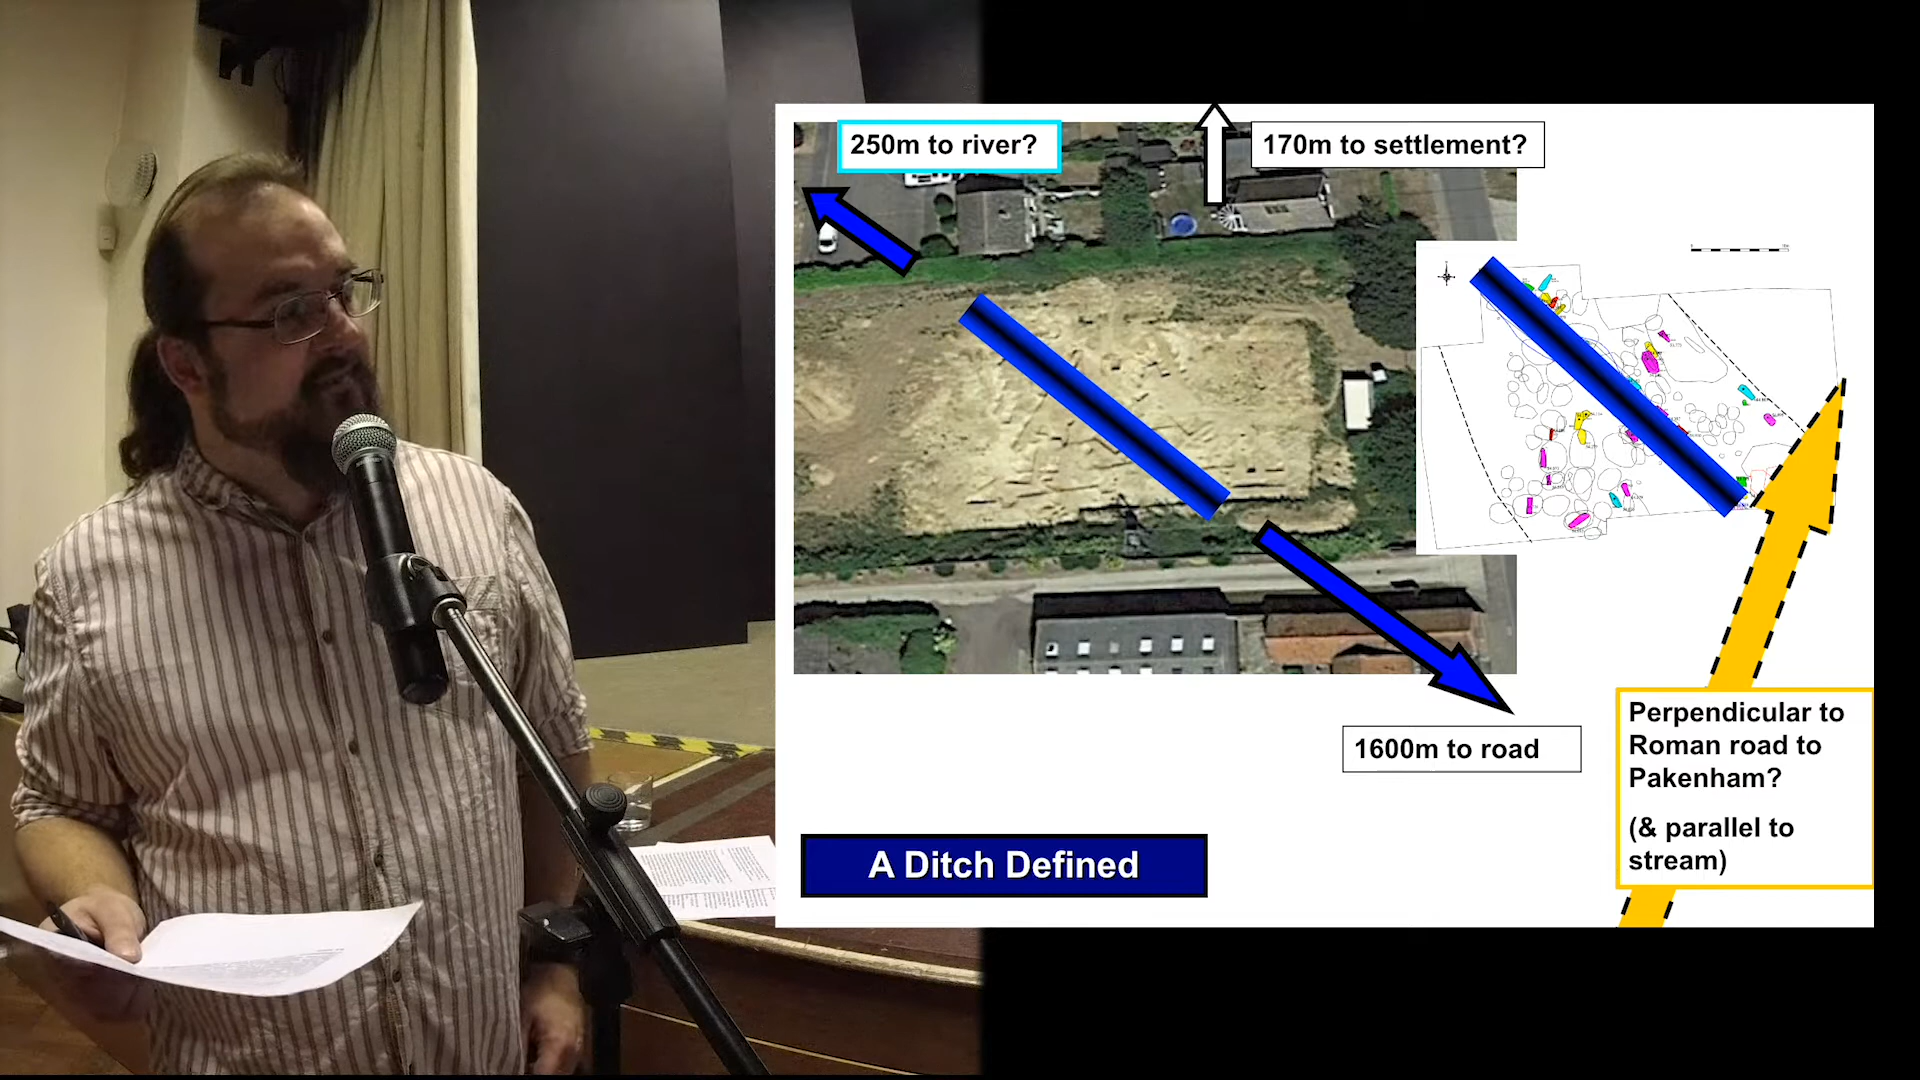 250m to river?
170m to settlement?
1600m to road
Perpendicular to
Roman road to
Pakenham?
(& parallel to
stream)
A Ditch Defined